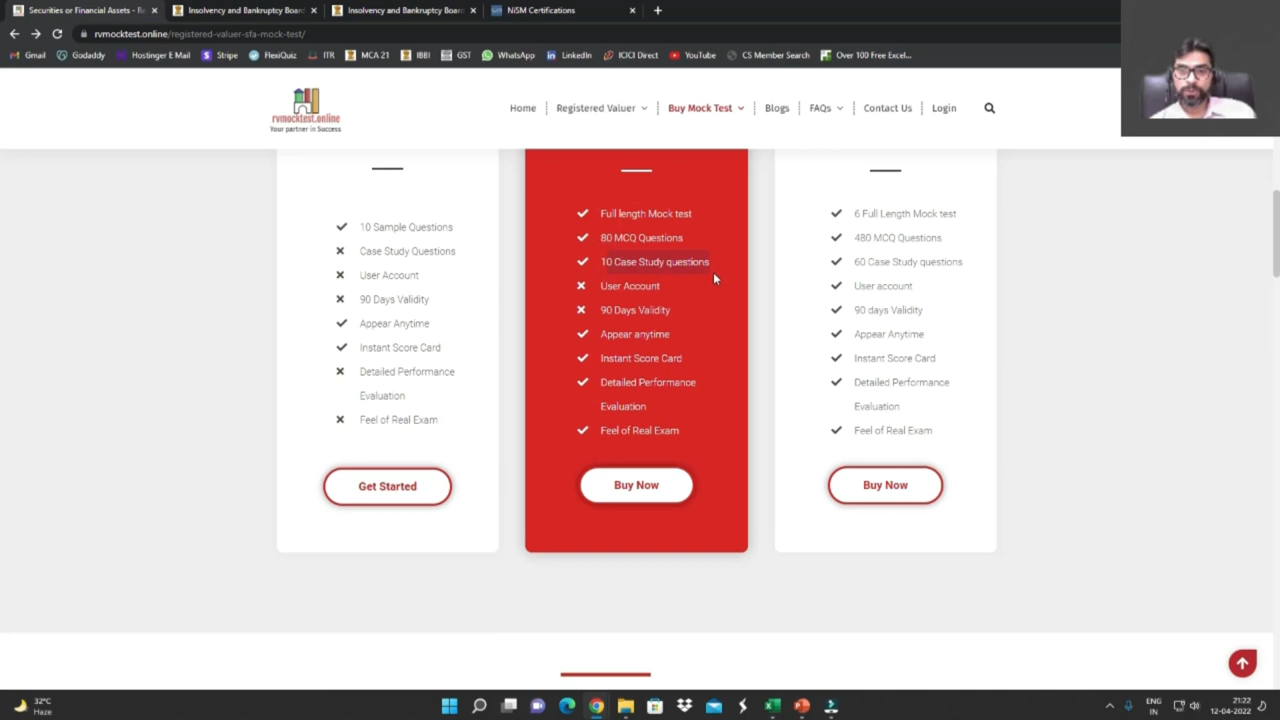 Securities or Financial Assets - Re
Insolvency and Bankruptcy Board
Insolvency and Bankruptcy Board
NiSM Certifications
rvmocktest.online/registered-valuer-sfa-mock-test/
Gmail
Godaddy
Hostinger E Mail
Stripe
FlexiQuiz
ITR
MCA 21
IBBI
GST
WhatsApp
LinkedIn
ICICI Direct
YouTube
CS Member Search
Over 100 Free Excel...
rvmocktest.online
Your partner in Success
Home
Registered Valuer
Buy Mock Test
Blogs
FAQs
Contact Us
Login
10 Sample Questions
Case Study Questions
User Account
90 Days Validity
Appear Anytime
Instant Score Card
Detailed Performance
Evaluation
Feel of Real Exam
Get Started
Full length Mock test
80 MCQ Questions
10 Case Study questions
User Account
90 Days Validity
Appear anytime
Instant Score Card
Detailed Performance
Evaluation
Feel of Real Exam
Buy Now
6 Full Length Mock test
480 MCQ Questions
60 Case Study questions
User account
90 days Validity
Appear Anytime
Instant Score Card
Detailed Performance
Evaluation
Feel of Real Exam
Buy Now
32°C
Haze
ENG
IN
21:22
12-04-2022